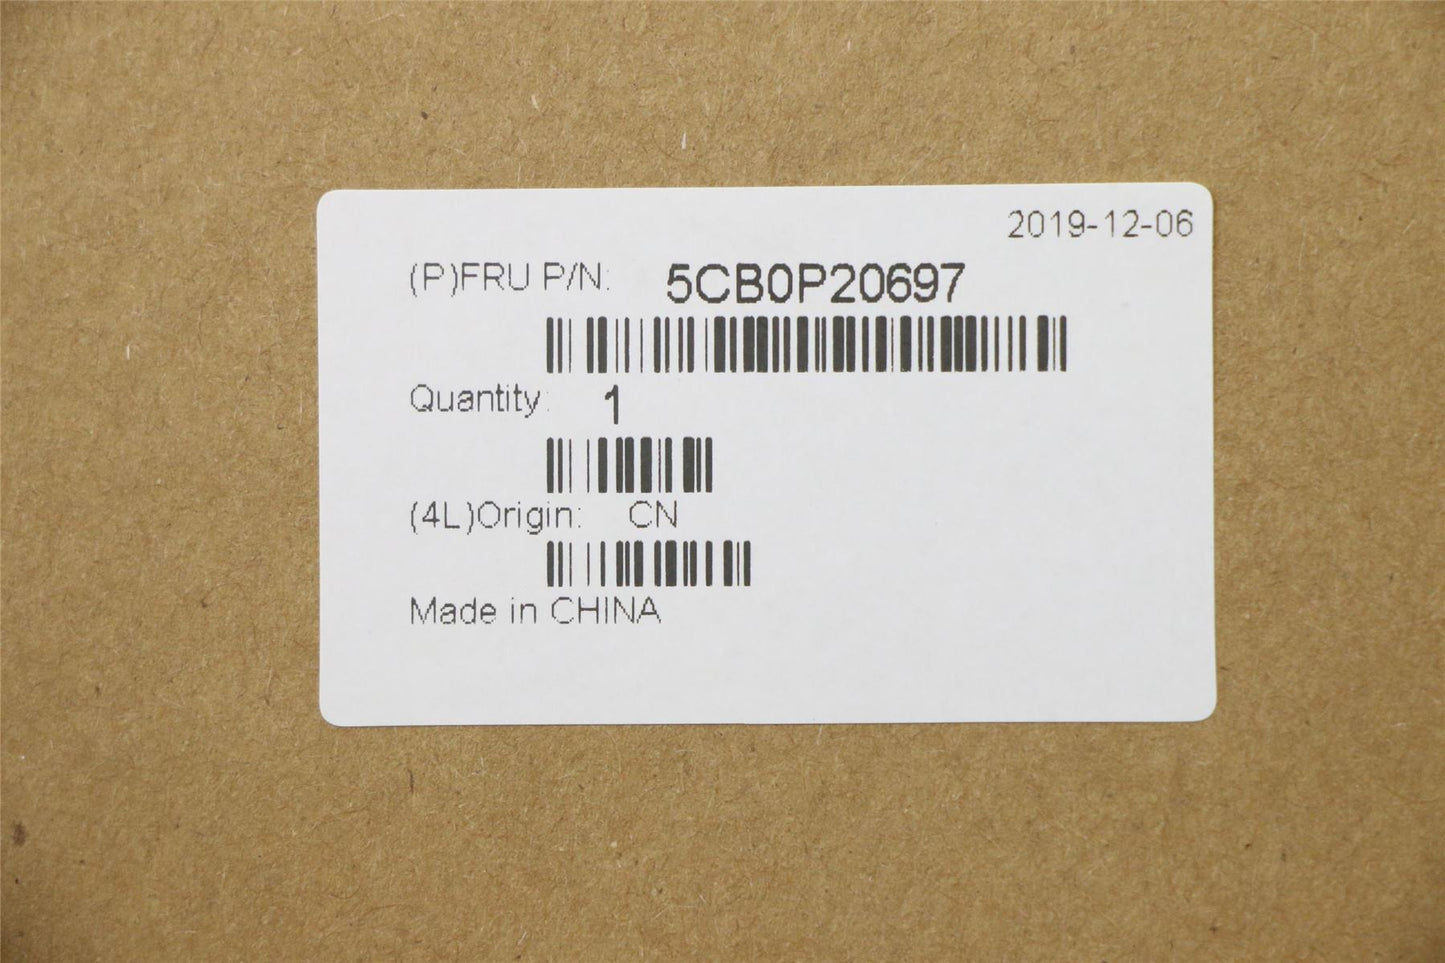 2019-12-06
(P)FRU P/N: 5CB0P20697
Quantity: 1
(4L)Origin: CN
Made in CHINA